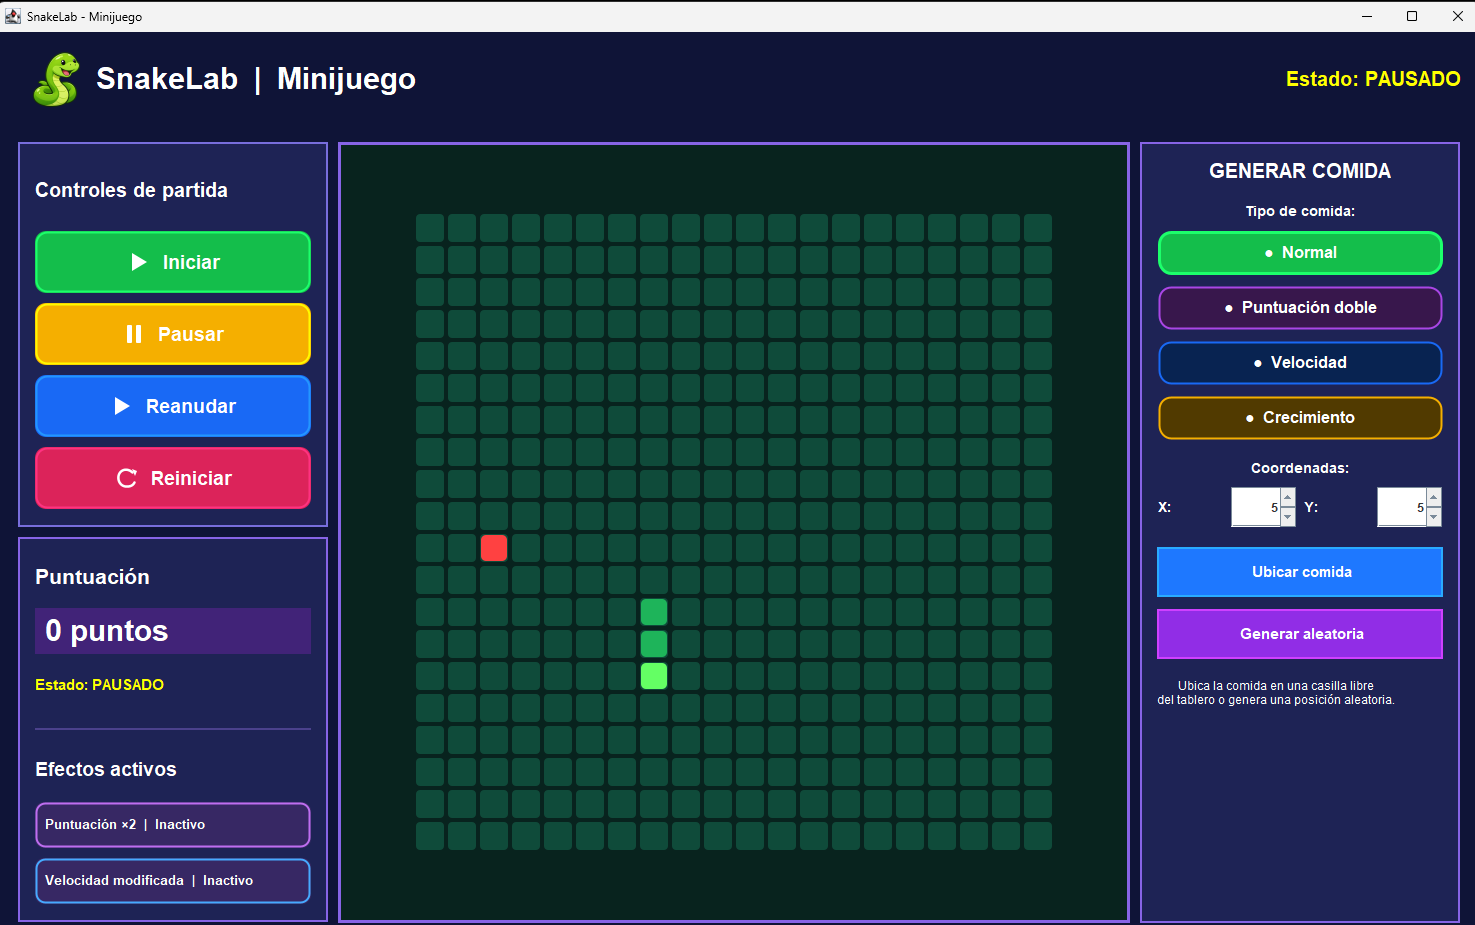 SnakeLab - Minijuego
SnakeLab | Minijuego
Estado: PAUSADO
Controles de partida
Iniciar
Pausar
Reanudar
Reiniciar
Puntuación
0 puntos
Estado: PAUSADO
Efectos activos
Puntuación ×2 | Inactivo
Velocidad modificada | Inactivo
GENERAR COMIDA
Tipo de comida:
● Normal
● Puntuación doble
● Velocidad
● Crecimiento
Coordenadas:
X: 5 Y: 5
Ubicar comida
Generar aleatoria
Ubica la comida en una casilla libre
del tablero o genera una posición aleatoria.